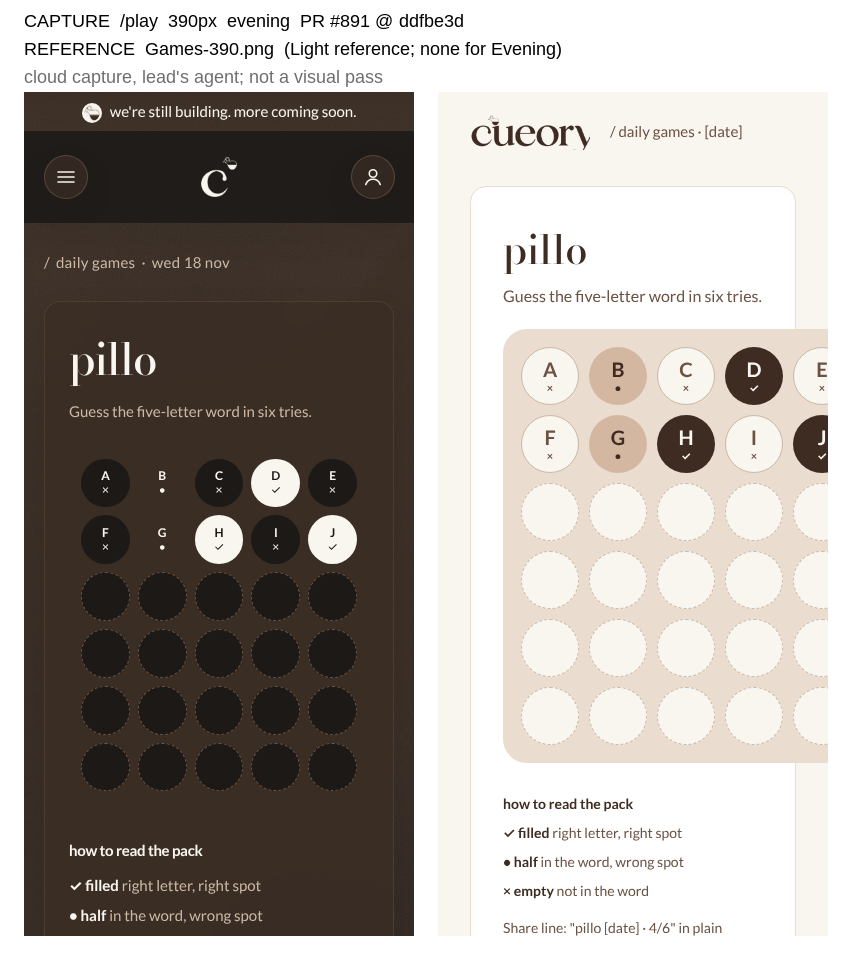 CAPTURE /play 390px evening PR #891 @ ddfbe3d
REFERENCE Games-390.png (Light reference; none for Evening)
cloud capture, lead's agent; not a visual pass
we're still building. more coming soon.
c
/ daily games · wed 18 nov
pillo
Guess the five-letter word in six tries.
A B C D E
× • × ✓ ×
F G H I J
× • ✓ × ✓
how to read the pack
✓ filled right letter, right spot
• half in the word, wrong spot
cueory / daily games · [date]
pillo
Guess the five-letter word in six tries.
A B C D E
× • × ✓ ×
F G H I J
× • ✓ × ✓
how to read the pack
✓ filled right letter, right spot
• half in the word, wrong spot
× empty not in the word
Share line: "pillo [date] · 4/6" in plain